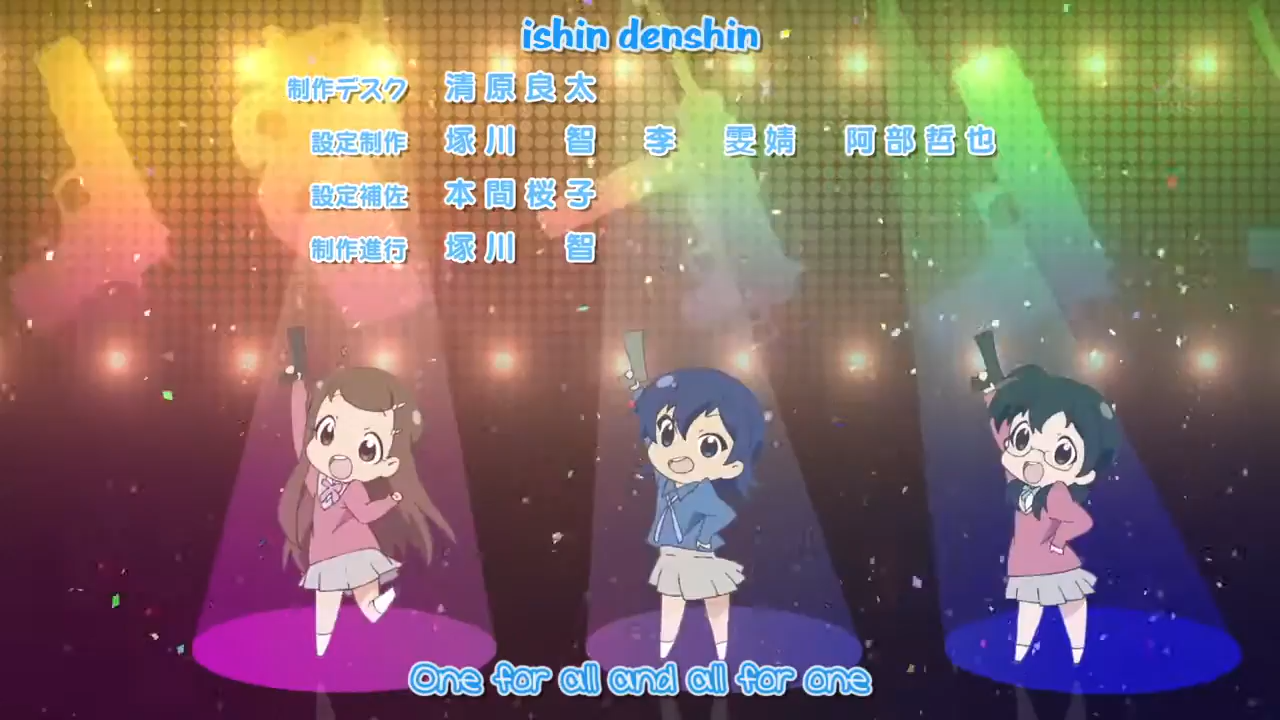 ishin denshin
制作デスク 清原良太
設定制作 塚川 智 李 雯婧 阿部哲也
設定補佐 本間桜子
制作進行 塚川 智
One for all and all for one